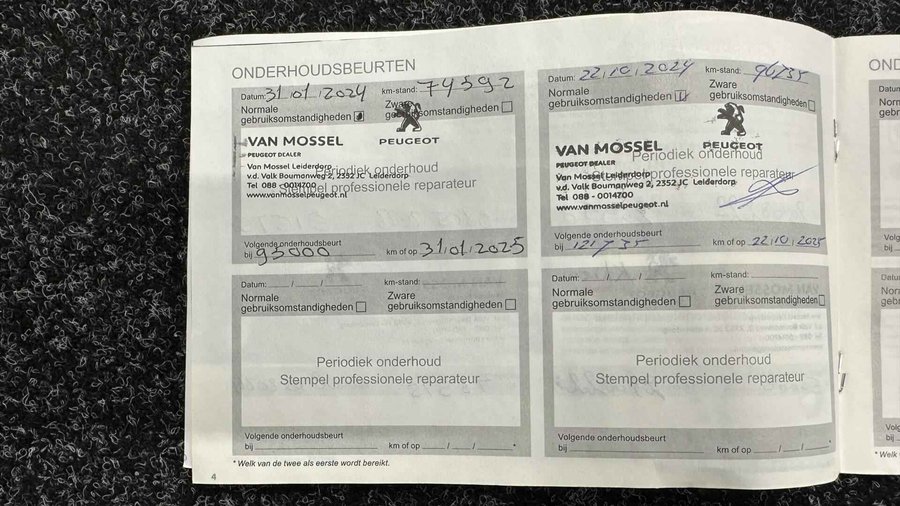 ONDERHOUDSBEURTEN
Datum: 31/01/2024 km-stand: 74592
Normale gebruiksomstandigheden
Zware gebruiksomstandigheden
VAN MOSSEL
PEUGEOT DEALER
PEUGEOT
Van Mossel Leiderdorp
v.d. Valk Boumanweg 2, 2352 JC Leiderdorp
Tel 088 - 0014700
www.vanmosselpeugeot.nl
Periodiek onderhoud
Stempel professionele reparateur
Volgende onderhoudsbeurt
bij 95000 km of op 31/01/2025
Datum: 22/10/2024 km-stand: 96735
Normale gebruiksomstandigheden
Zware gebruiksomstandigheden
VAN MOSSEL
PEUGEOT DEALER
PEUGEOT
Van Mossel Leiderdorp
v.d. Valk Boumanweg 2, 2352 JC Leiderdorp
Tel 088 - 0014700
www.vanmosselpeugeot.nl
Periodiek onderhoud
Stempel professionele reparateur
Volgende onderhoudsbeurt
bij 121735 km of op 22/10/2025
Datum: / / km-stand:
Normale gebruiksomstandigheden
Zware gebruiksomstandigheden
Periodiek onderhoud
Stempel professionele reparateur
Volgende onderhoudsbeurt
bij km of op / / *
Datum: / / km-stand:
Normale gebruiksomstandigheden
Zware gebruiksomstandigheden
Periodiek onderhoud
Stempel professionele reparateur
Volgende onderhoudsbeurt
bij km of op / / *
* Welk van de twee als eerste wordt bereikt.
4